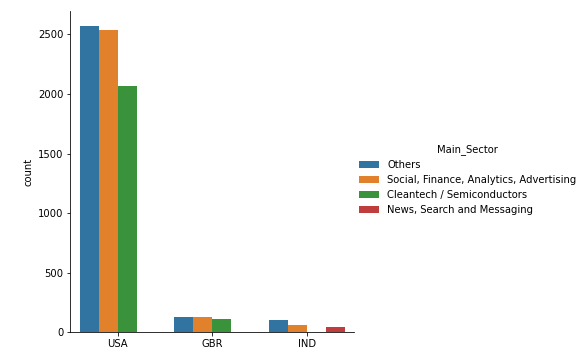 2500
2000
1500
1000
500
0
count
USA
GBR
IND
Main_Sector
Others
Social, Finance, Analytics, Advertising
Cleantech / Semiconductors
News, Search and Messaging